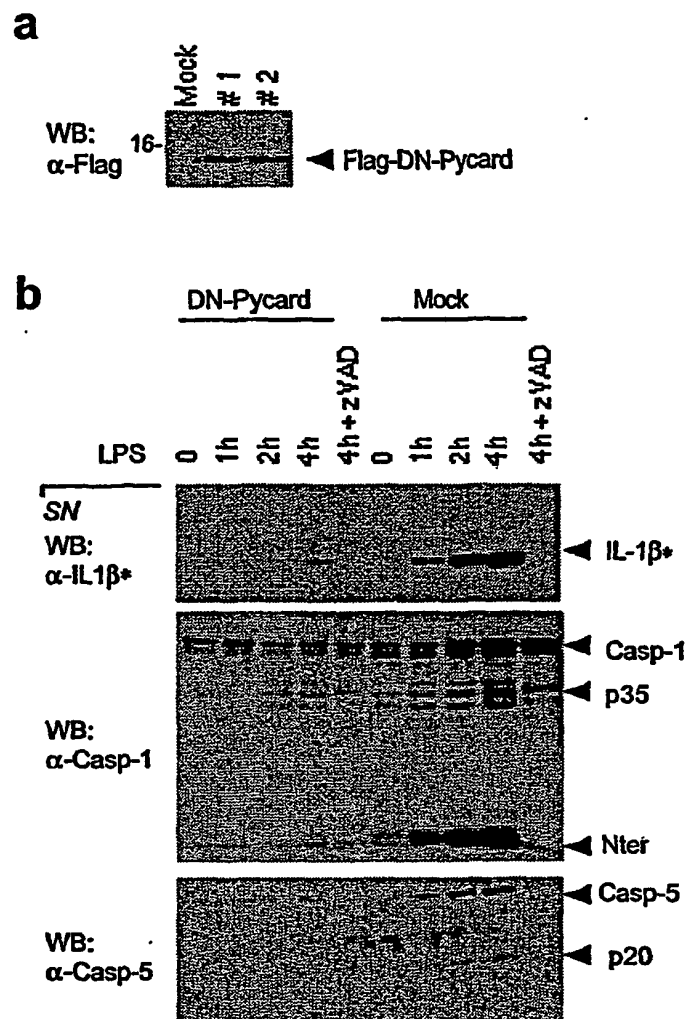 a
Mock
# 1
# 2
WB:
α-Flag
16-
Flag-DN-Pycard
b
DN-Pycard
Mock
LPS
0
1h
2h
4h
4h + zYAD
0
1h
2h
4h
4h + zYAD
SN
WB:
α-IL1β*
IL-1β*
Casp-1
p35
WB:
α-Casp-1
Nter
Casp-5
WB:
α-Casp-5
p20